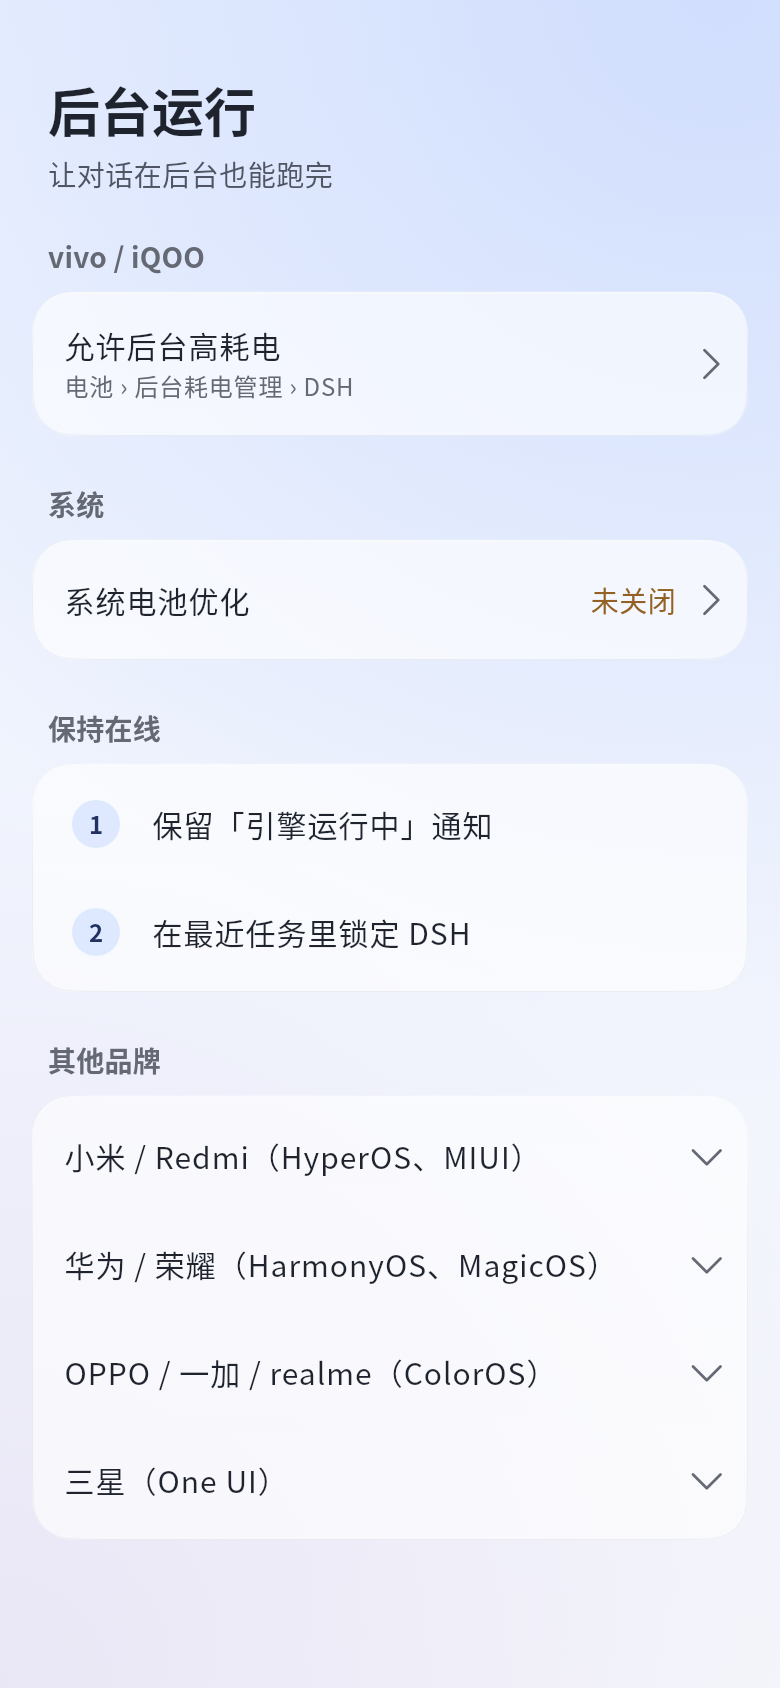 后台运行
让对话在后台也能跑完
vivo / iQOO
允许后台高耗电
电池 › 后台耗电管理 › DSH
系统
系统电池优化 未关闭
保持在线
1 保留「引擎运行中」通知
2 在最近任务里锁定 DSH
其他品牌
小米 / Redmi（HyperOS、MIUI）
华为 / 荣耀（HarmonyOS、MagicOS）
OPPO / 一加 / realme（ColorOS）
三星（One UI）